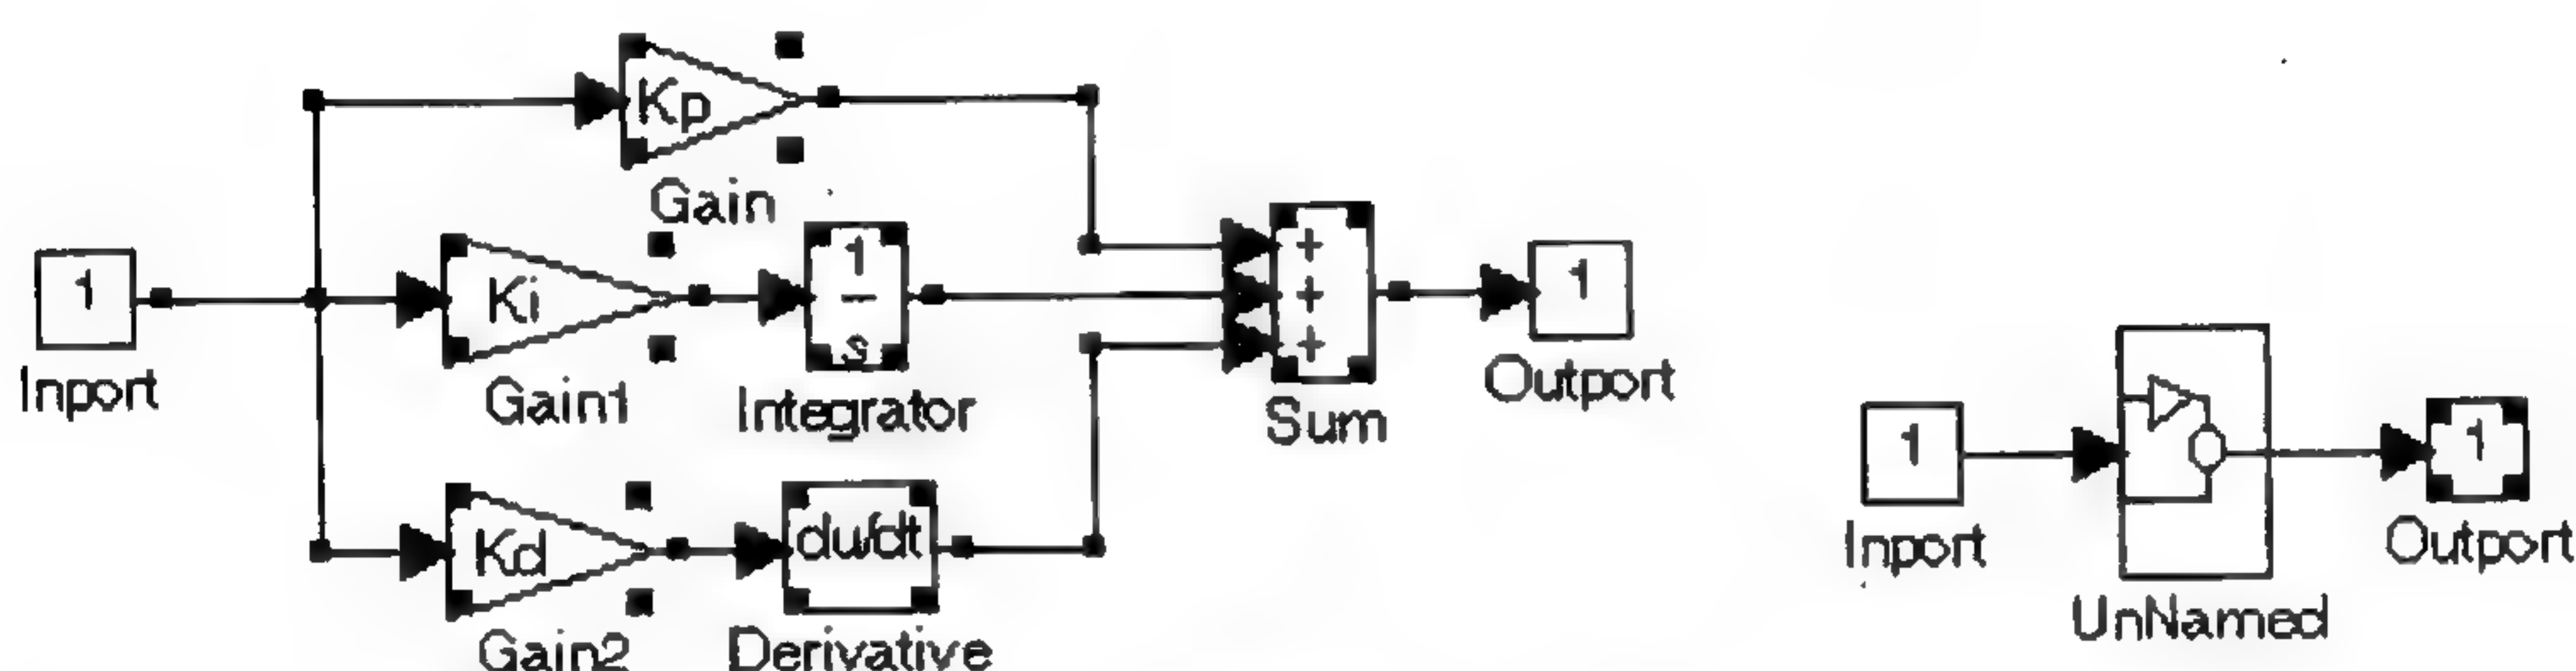 Kp
Gain
1
Inport
Ki
Gain1
1
s
Integrator
+
+
+
Sum
1
Outport
Kd
Gain2
du/dt
Derivative
1
Inport
UnNamed
1
Outport